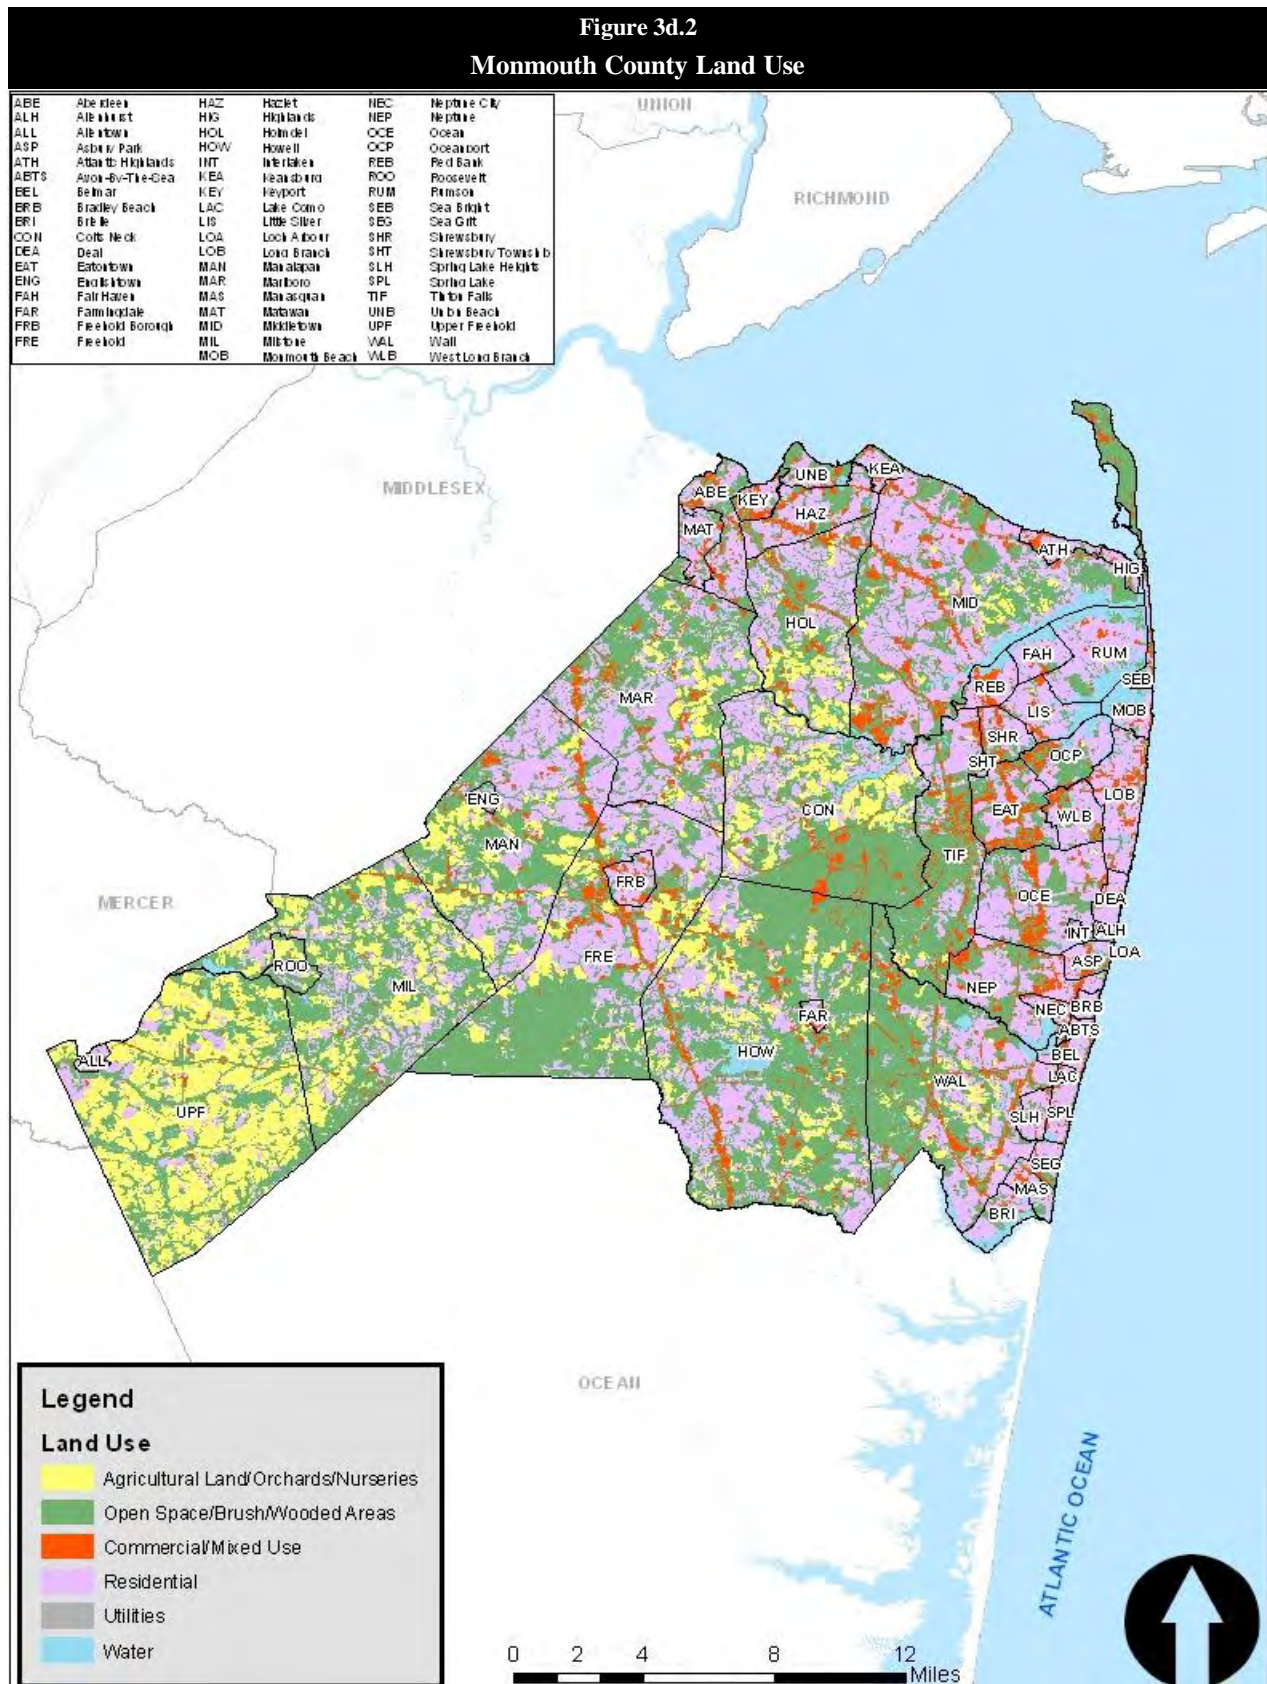 Figure 3d.2
Monmouth County Land Use
ABE Aberdeen HAZ Hazlet NEC Neptune City
ALH Allenhurst HIG Highlands NEP Neptune
ALL Allentown HOL Holmdel OCE Ocean
ASP Asbury Park HOW Howell OCP Oceanport
ATH Atlantic Highlands INT Interlaken REB Red Bank
ABTS Avon-By-The-Sea KEA Keansburg ROO Roosevelt
BEL Belmar KEY Keyport RUM Rumson
BRB Bradley Beach LAC Lake Como SEB Sea Bright
BRI Brielle LIS Little Silver SEG Sea Girt
CON Colts Neck LOA Loch Arbour SHR Shrewsbury
DEA Deal LOB Long Branch SHT Shrewsbury Township
EAT Eatontown MAN Manalapan SLH Spring Lake Heights
ENG Englishtown MAR Marlboro SPL Spring Lake
FAH Fair Haven MAS Manasquan TIF Tinton Falls
FAR Farmingdale MAT Matawan UNB Union Beach
FRB Freehold Borough MID Middletown UPF Upper Freehold
FRE Freehold MIL Millstone WAL Wall
MOB Monmouth Beach WLB West Long Branch
UNION
RICHMOND
MIDDLESEX
MERCER
OCEAN
ATLANTIC OCEAN
KEA
UNB
ABE
KEY
HAZ
MAT
ATH
HIG
MID
HOL
FAH
RUM
SEB
REB
MAR
LIS
MOB
SHR
OCP
SHT
LOB
ENG
CON
EAT
WLB
MAN
TIF
FRB
OCE
DEA
INT
ALH
LOA
FRE
ASP
ROO
MIL
NEP
NEC
BRB
FAR
ABTS
HOW
BEL
ALL
LAC
WAL
UPF
SLH
SPL
SEG
MAS
BRI
Legend
Land Use
Agricultural Land/Orchards/Nurseries
Open Space/Brush/Wooded Areas
Commercial/Mixed Use
Residential
Utilities
Water
0 2 4 8 12
Miles